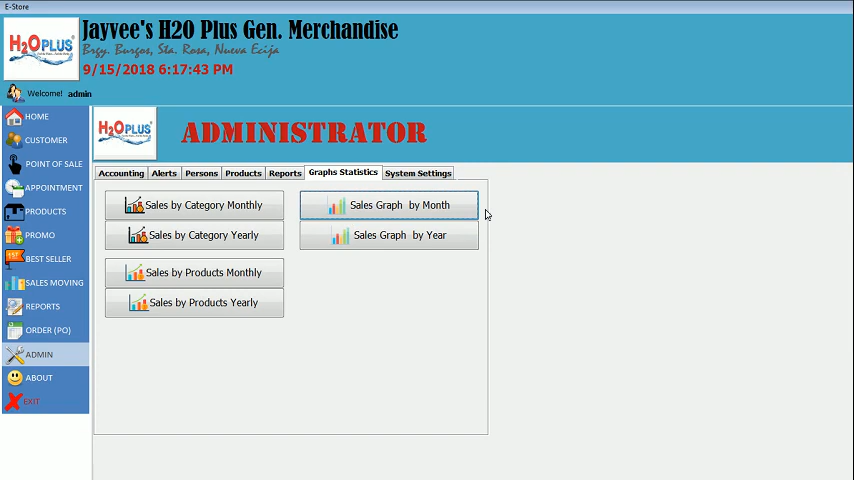 E-Store
Jayvee's H2O Plus Gen. Merchandise
Brgy. Burgos, Sta. Rosa, Nueva Ecija
9/15/2018 6:17:43 PM
H2OPLUS
Welcome! admin
HOME
CUSTOMER
POINT OF SALE
APPOINTMENT
PRODUCTS
PROMO
BEST SELLER
SALES MOVING
REPORTS
ORDER (PO)
ADMIN
ABOUT
EXIT
H2OPLUS
ADMINISTRATOR
Accounting Alerts Persons Products Reports Graphs Statistics System Settings
Sales by Category Monthly
Sales by Category Yearly
Sales by Products Monthly
Sales by Products Yearly
Sales Graph by Month
Sales Graph by Year